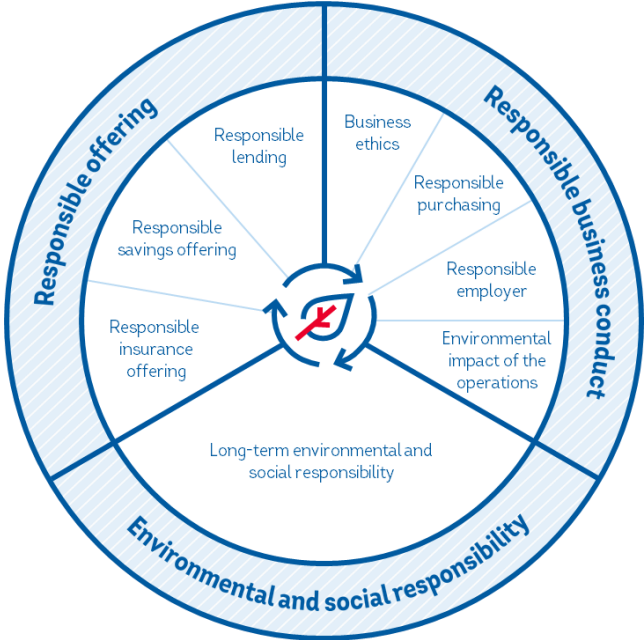 Responsible offering
Responsible business conduct
Responsible
lending
Business
ethics
Responsible
purchasing
Responsible
savings offering
Responsible
employer
Responsible
insurance
offering
Environmental
impact of the
operations
Long-term environmental and
social responsibility
Environmental and social responsibility